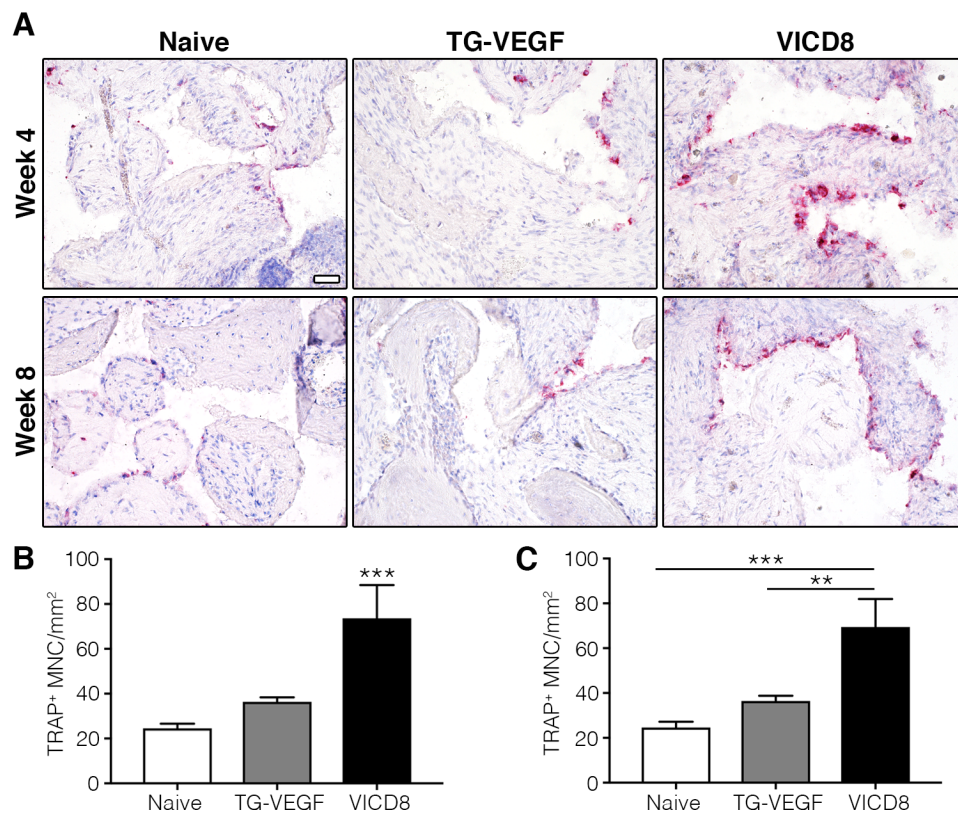 A
Naive TG-VEGF VICD8
Week 4
Week 8
B
TRAP⁺ MNC/mm²
100
80
60
40
20
0
***
Naive TG-VEGF VICD8
C
TRAP⁺ MNC/mm²
100
80
60
40
20
0
***
**
Naive TG-VEGF VICD8